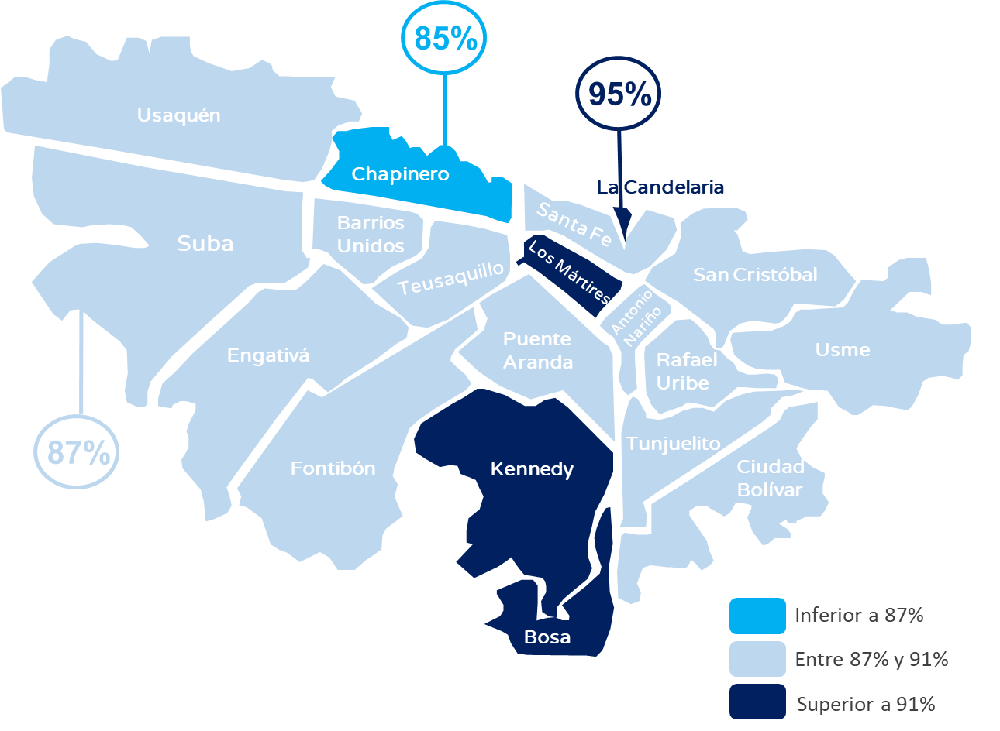 85%
95%
Usaquén
Chapinero
La Candelaria
Santa Fe
Barrios
Unidos
Suba
Los Mártires
Teusaquillo
San Cristóbal
Antonio
Nariño
Puente
Aranda
Usme
Engativá
Rafael
Uribe
87%
Tunjuelito
Fontibón
Kennedy
Ciudad
Bolívar
Bosa
Inferior a 87%
Entre 87% y 91%
Superior a 91%